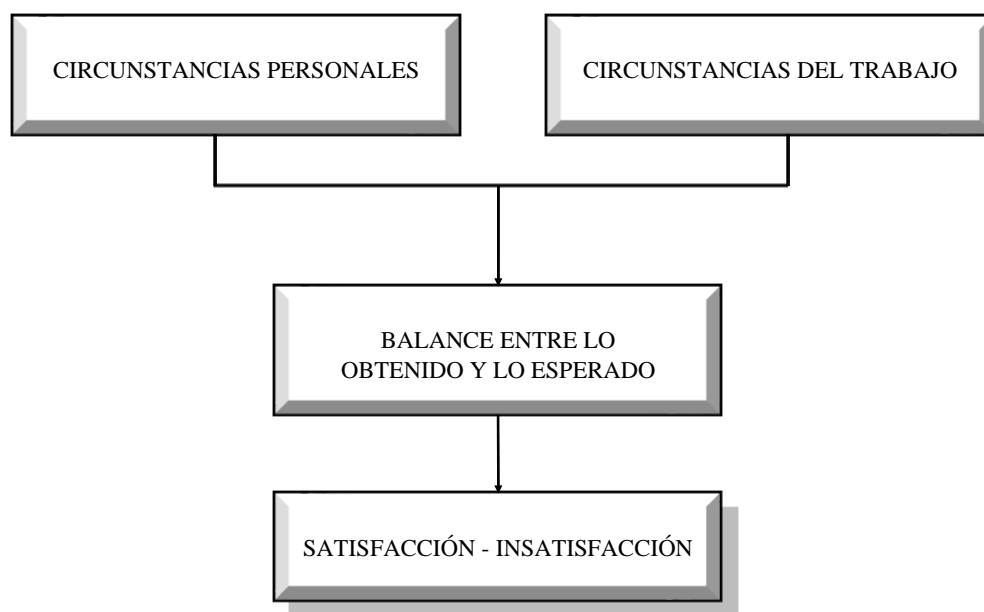 CIRCUNSTANCIAS PERSONALES
CIRCUNSTANCIAS DEL TRABAJO
BALANCE ENTRE LO
OBTENIDO Y LO ESPERADO
SATISFACCIÓN - INSATISFACCIÓN